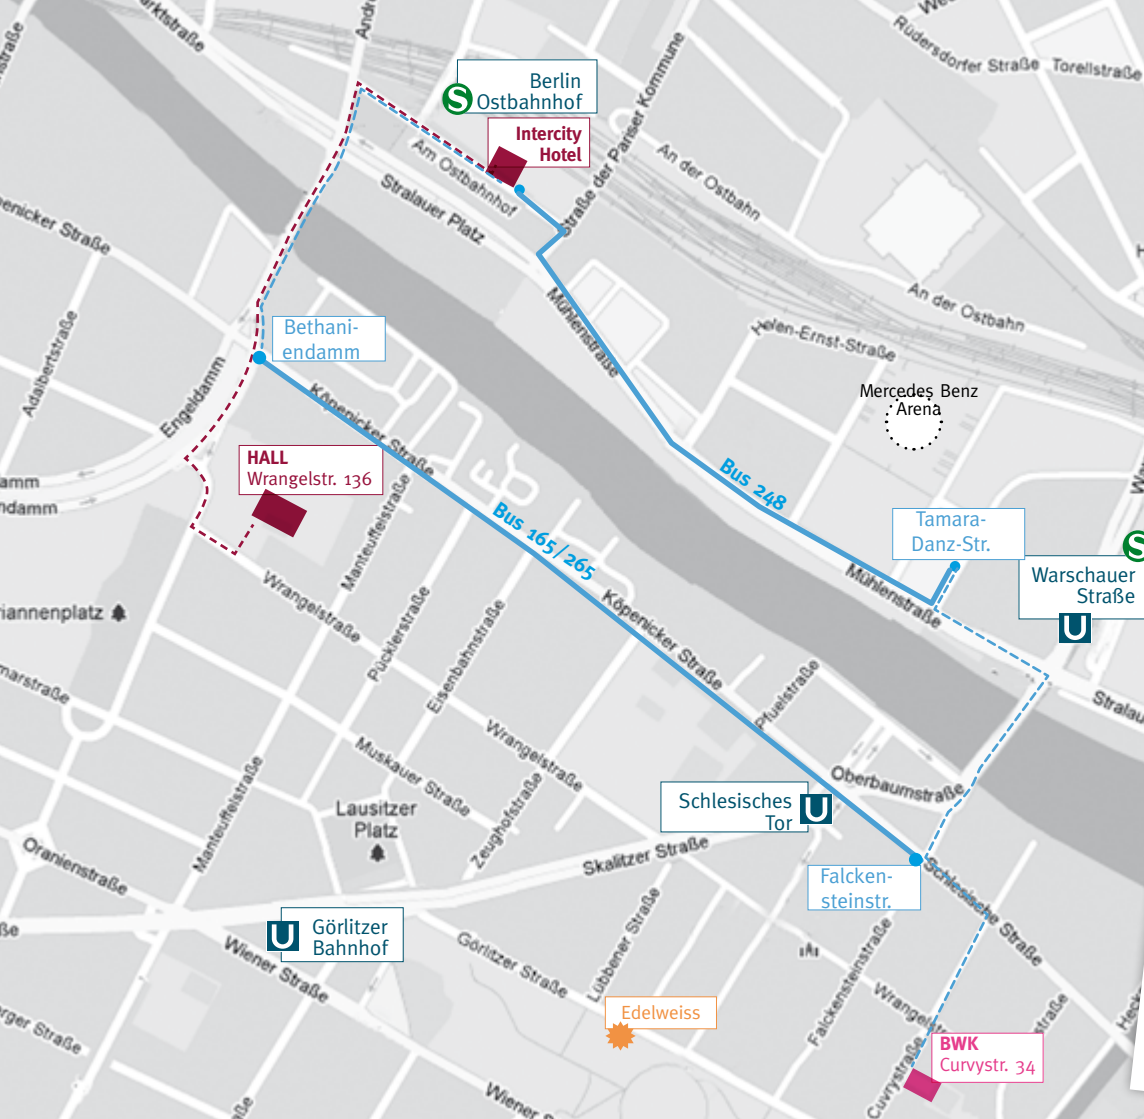 Rüdersdorfer Straße
Torellstraße
Berlin
Ostbahnhof
S
Intercity
Hotel
Am Ostbahnhof
Stralauer Platz
Straße der Pariser Kommune
An der Ostbahn
An der Ostbahn
Helen-Ernst-Straße
Mühlenstraße
Adalbertstraße
Engeldamm
Bethani-
endamm
Köpenicker Straße
Mercedes Benz
Arena
HALL
Wrangelstr. 136
Manteuffelstraße
Bus 248
Bus 165/265
Tamara-
Danz-Str.
S
Warschauer
Straße
U
Mühlenstraße
Wrangelstraße
Pücklerstraße
Eisenbahnstraße
Köpenicker Straße
Pfuelstraße
Wrangelstraße
Muskauer Straße
Manteuffelstraße
Lausitzer
Platz
Zeughofstraße
Schlesisches
Tor
U
Oberbaumstraße
Skalitzer Straße
Oranienstraße
Falcken-
steinstr.
Schlesische Straße
U
Görlitzer
Bahnhof
Wiener Straße
Görlitzer Straße
Lübbener Straße
Falckensteinstraße
Edelweiss
BWK
Curvystr. 34
Cuvrystraße